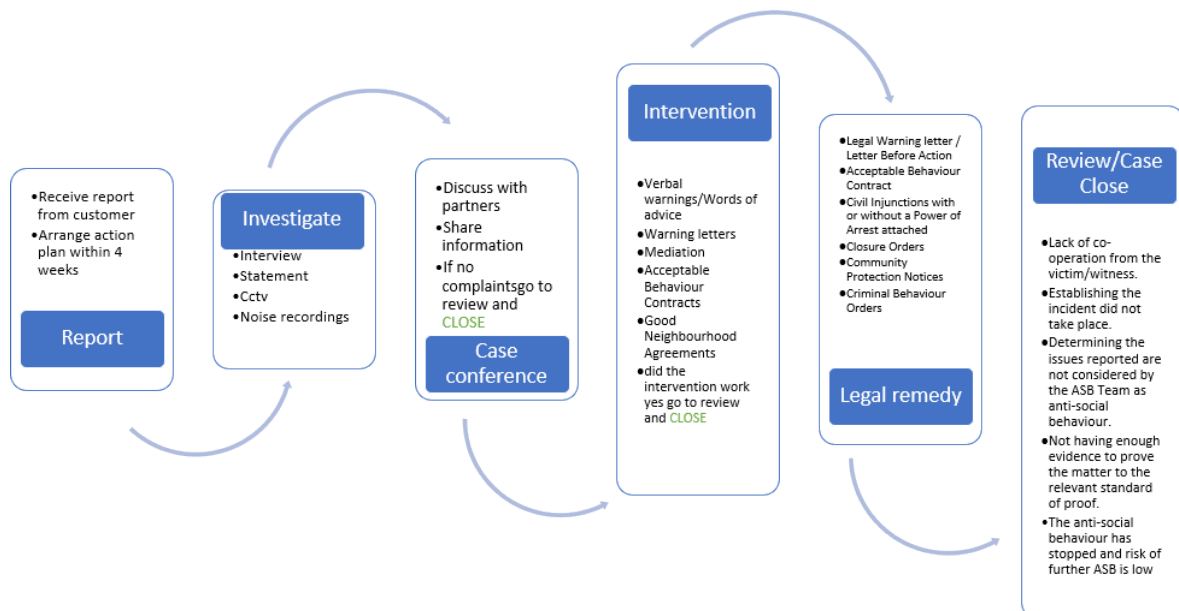 •Receive report
from customer
•Arrange action
plan within 4
weeks
Report
Investigate
•Interview
•Statement
•Cctv
•Noise recordings
•Discuss with
partners
•Share
information
•If no
complaintsgo to
review and
CLOSE
Case
conference
Intervention
•Verbal
warnings/Words of
advice
•Warning letters
•Mediation
•Acceptable
Behaviour
Contracts
•Good
Neighbourhood
Agreements
•did the
intervention work
yes go to review
and CLOSE
•Legal Warning letter /
Letter Before Action
•Acceptable Behaviour
Contract
•Civil Injunctions with
or without a Power of
Arrest attached
•Closure Orders
•Community
Protection Notices
•Criminal Behaviour
Orders
Legal remedy
Review/Case
Close
•Lack of co-
operation from the
victim/witness.
•Establishing the
incident did not
take place.
•Determining the
issues reported are
not considered by
the ASB Team as
anti-social
behaviour.
•Not having enough
evidence to prove
the matter to the
relevant standard
of proof.
•The anti-social
behaviour has
stopped and risk of
further ASB is low